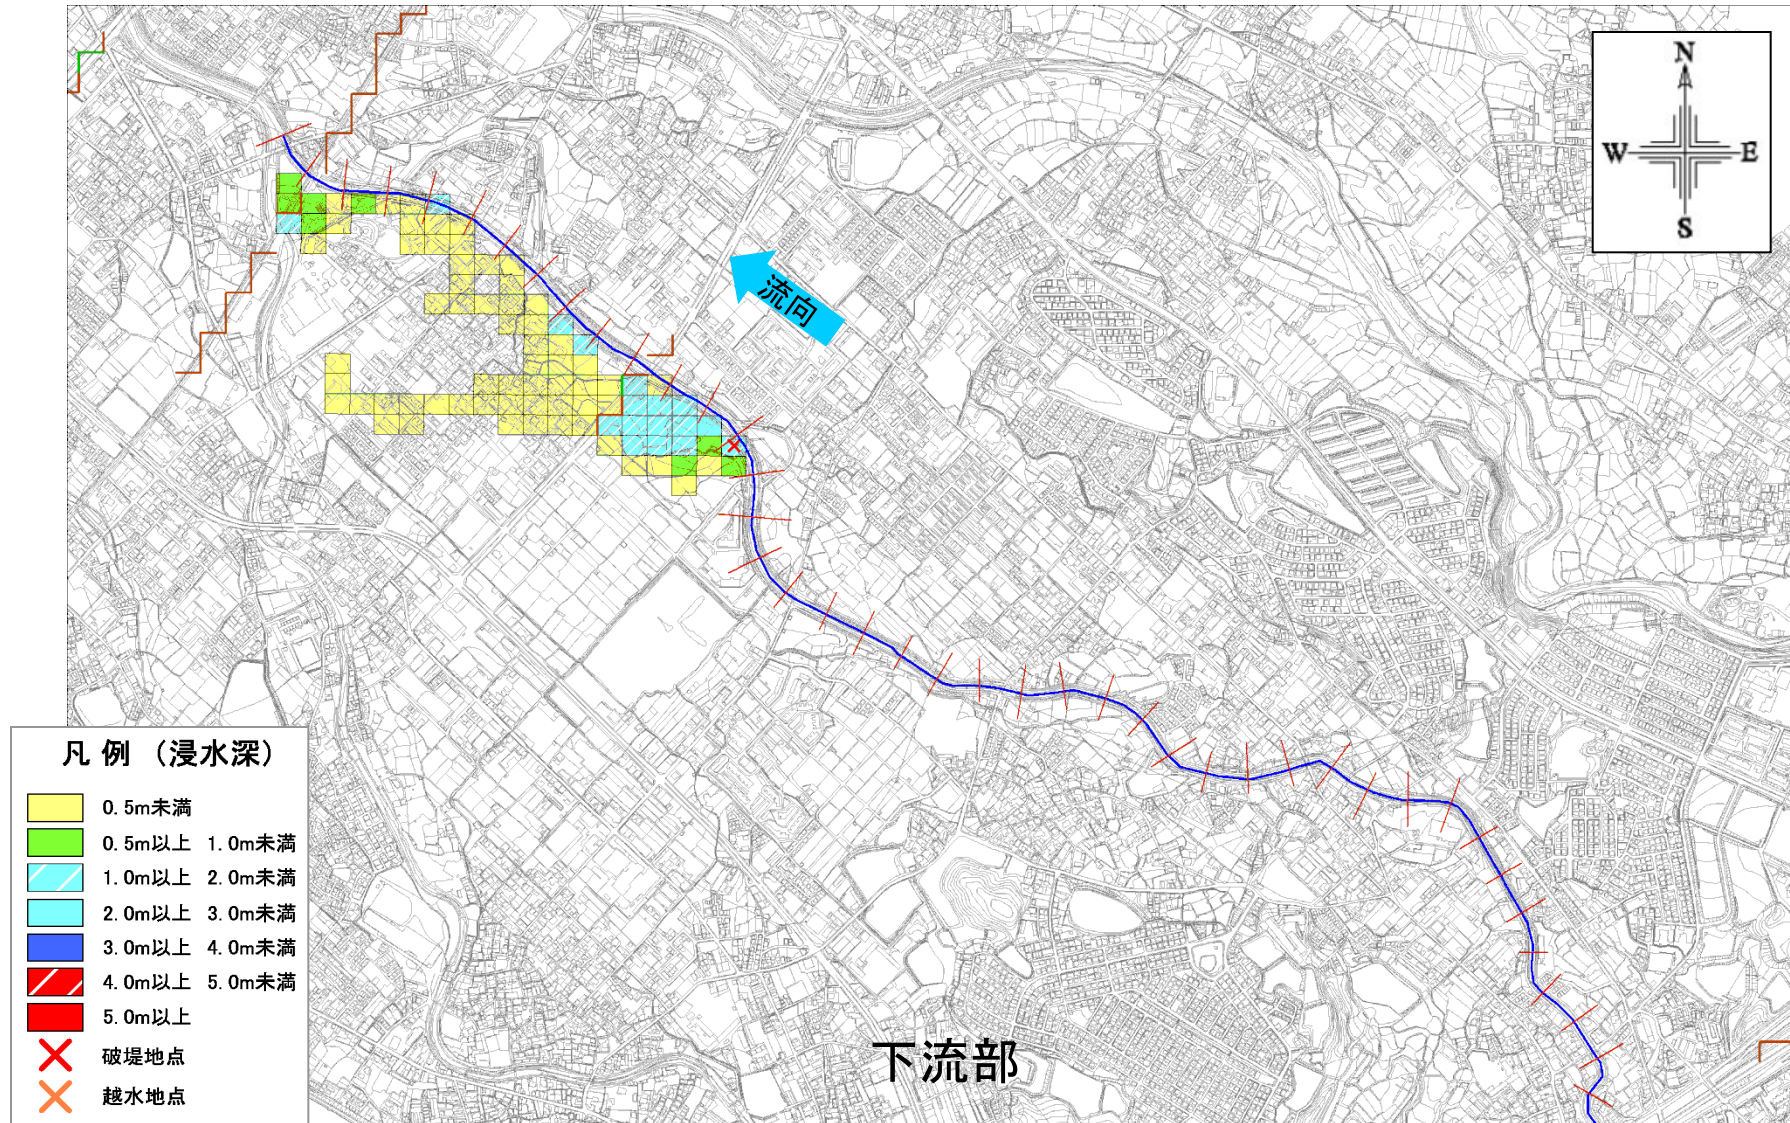 N
W E
S
流向
凡 例 （浸水深）
0.5m未満
0.5m以上 1.0m未満
1.0m以上 2.0m未満
2.0m以上 3.0m未満
3.0m以上 4.0m未満
4.0m以上 5.0m未満
5.0m以上
破堤地点
越水地点
下流部